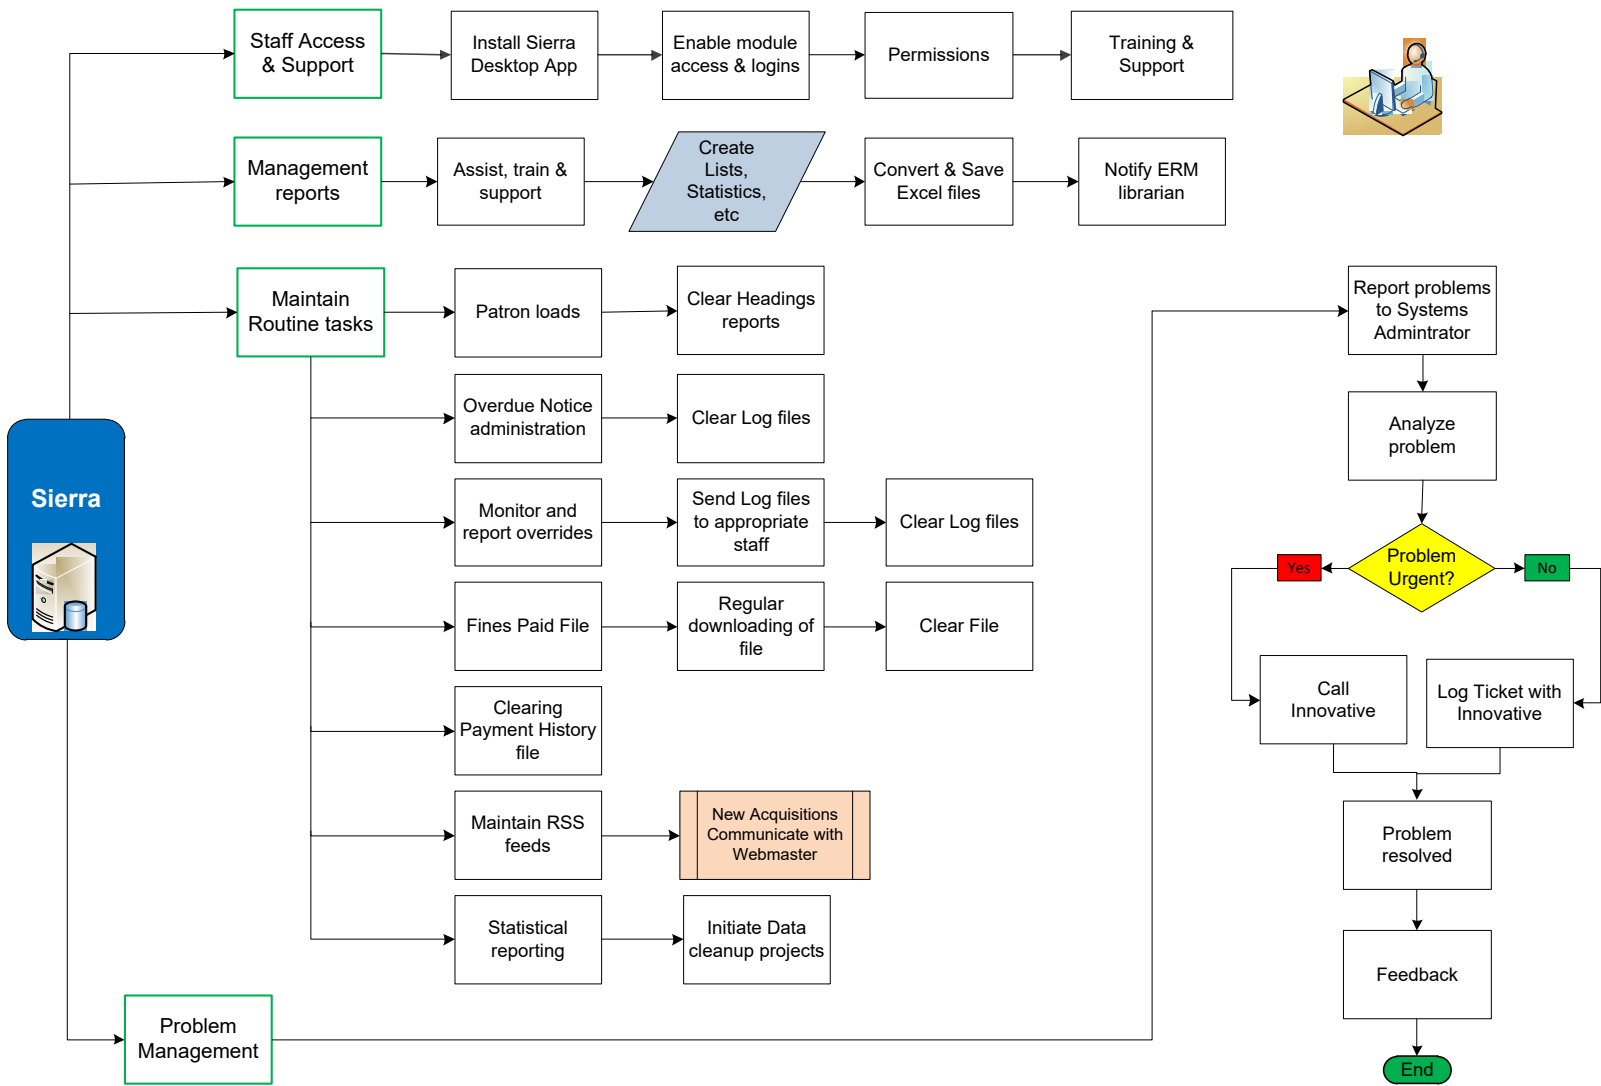 Staff Access
& Support
Install Sierra
Desktop App
Enable module
access & logins
Permissions
Training &
Support
Management
reports
Assist, train &
support
Create
Lists,
Statistics,
etc
Convert & Save
Excel files
Notify ERM
librarian
Maintain
Routine tasks
Patron loads
Clear Headings
reports
Overdue Notice
administration
Clear Log files
Sierra
Monitor and
report overrides
Send Log files
to appropriate
staff
Clear Log files
Fines Paid File
Regular
downloading of
file
Clear File
Clearing
Payment History
file
Maintain RSS
feeds
New Acquisitions
Communicate with
Webmaster
Statistical
reporting
Initiate Data
cleanup projects
Problem
Management
Report problems
to Systems
Admintrator
Analyze
problem
Problem
Urgent?
Yes
No
Call
Innovative
Log Ticket with
Innovative
Problem
resolved
Feedback
End